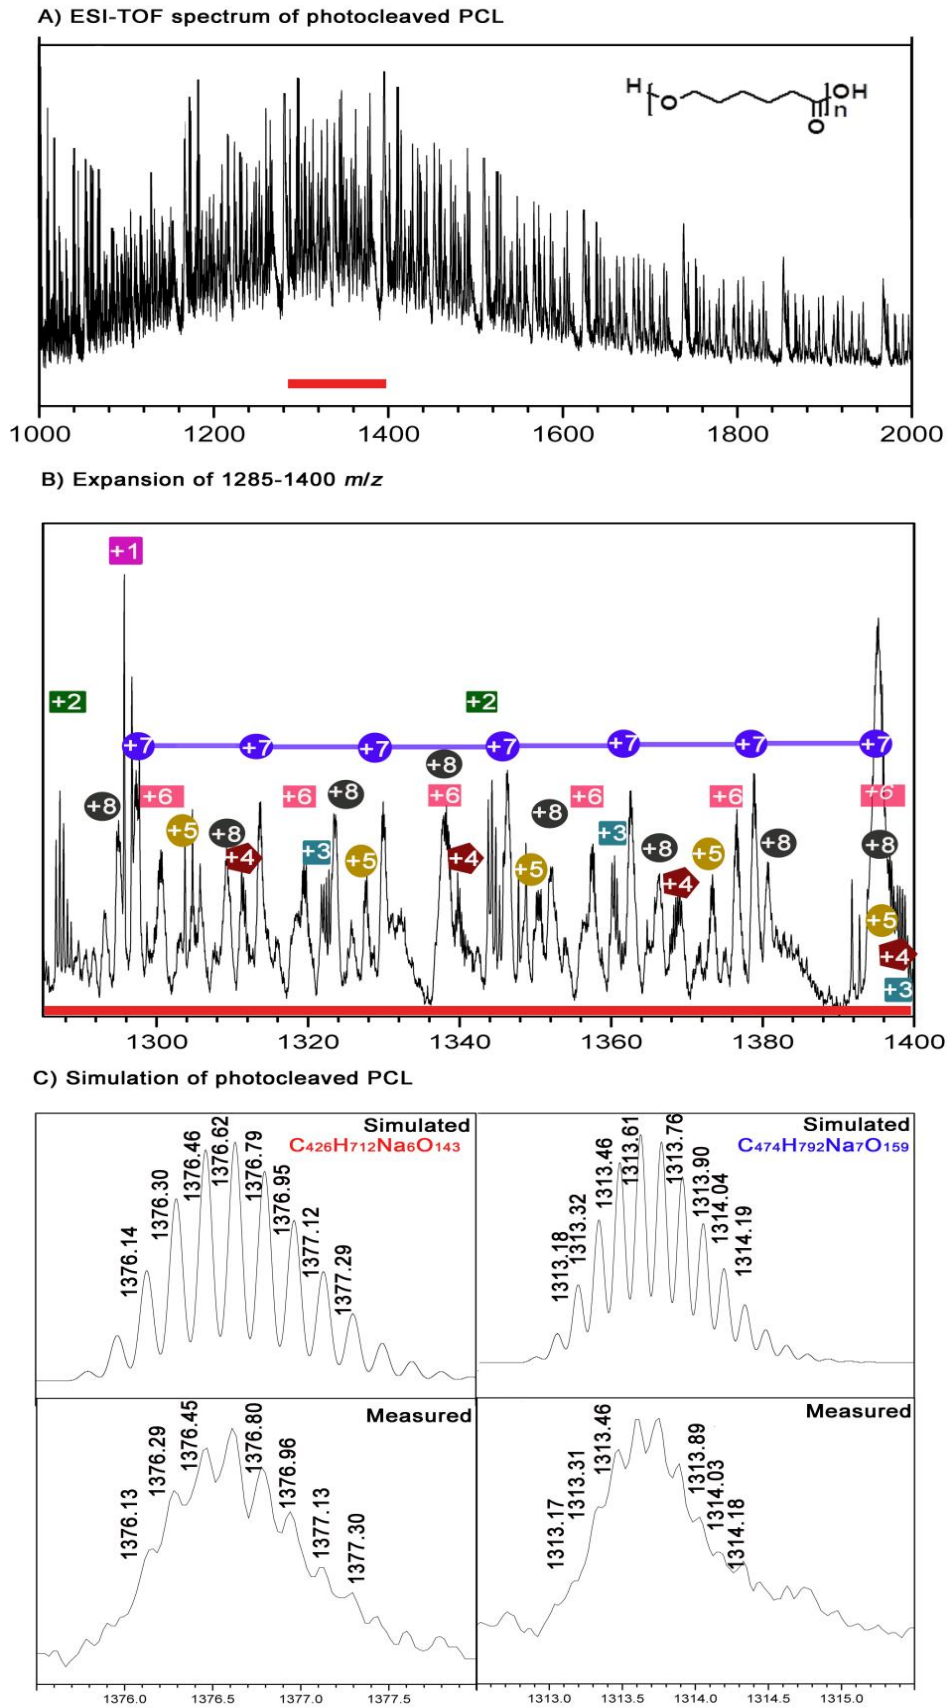 A) ESI-TOF spectrum of photocleaved PCL
H
O
OH
n
O
1000 1200 1400 1600 1800 2000
B) Expansion of 1285-1400 m/z
+1
+2 +2
+7 +7 +7 +7 +7 +7 +7
+8
+8 +6 +6 +8 +6 +6 +6 +6
+8
+5 +8 +3 +3 +8 +8 +8
+4 +5 +4 +5 +4 +5
+5
+4
+3
1300 1320 1340 1360 1380 1400
C) Simulation of photocleaved PCL
Simulated
C426H712Na6O143
1376.14
1376.30
1376.46
1376.62
1376.79
1376.95
1377.12
1377.29
Simulated
C474H792Na7O159
1313.18
1313.32
1313.46
1313.61
1313.76
1313.90
1314.04
1314.19
Measured
1376.13
1376.29
1376.45
1376.80
1376.96
1377.13
1377.30
1376.0 1376.5 1377.0 1377.5
Measured
1313.17
1313.31
1313.46
1313.89
1314.03
1314.18
1313.0 1313.5 1314.0 1314.5 1315.0